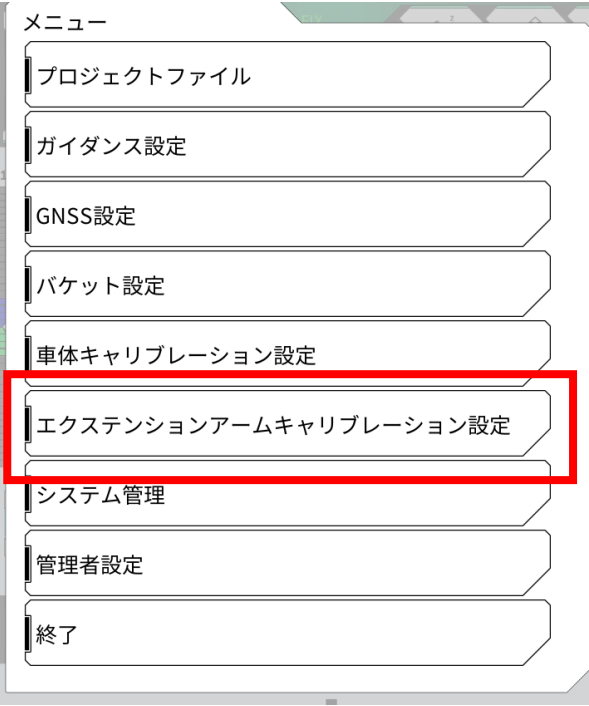 メニュー
プロジェクトファイル
ガイダンス設定
GNSS設定
バケット設定
車体キャリブレーション設定
エクステンションアームキャリブレーション設定
システム管理
管理者設定
終了